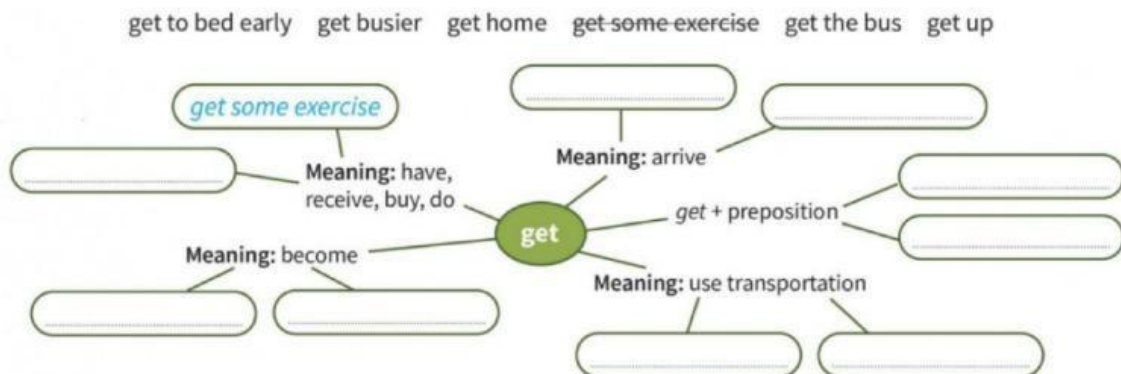 get to bed early get busier get home get some exercise get the bus get up
get some exercise
Meaning: arrive
Meaning: have,
receive, buy, do
get + preposition
get
Meaning: become
Meaning: use transportation